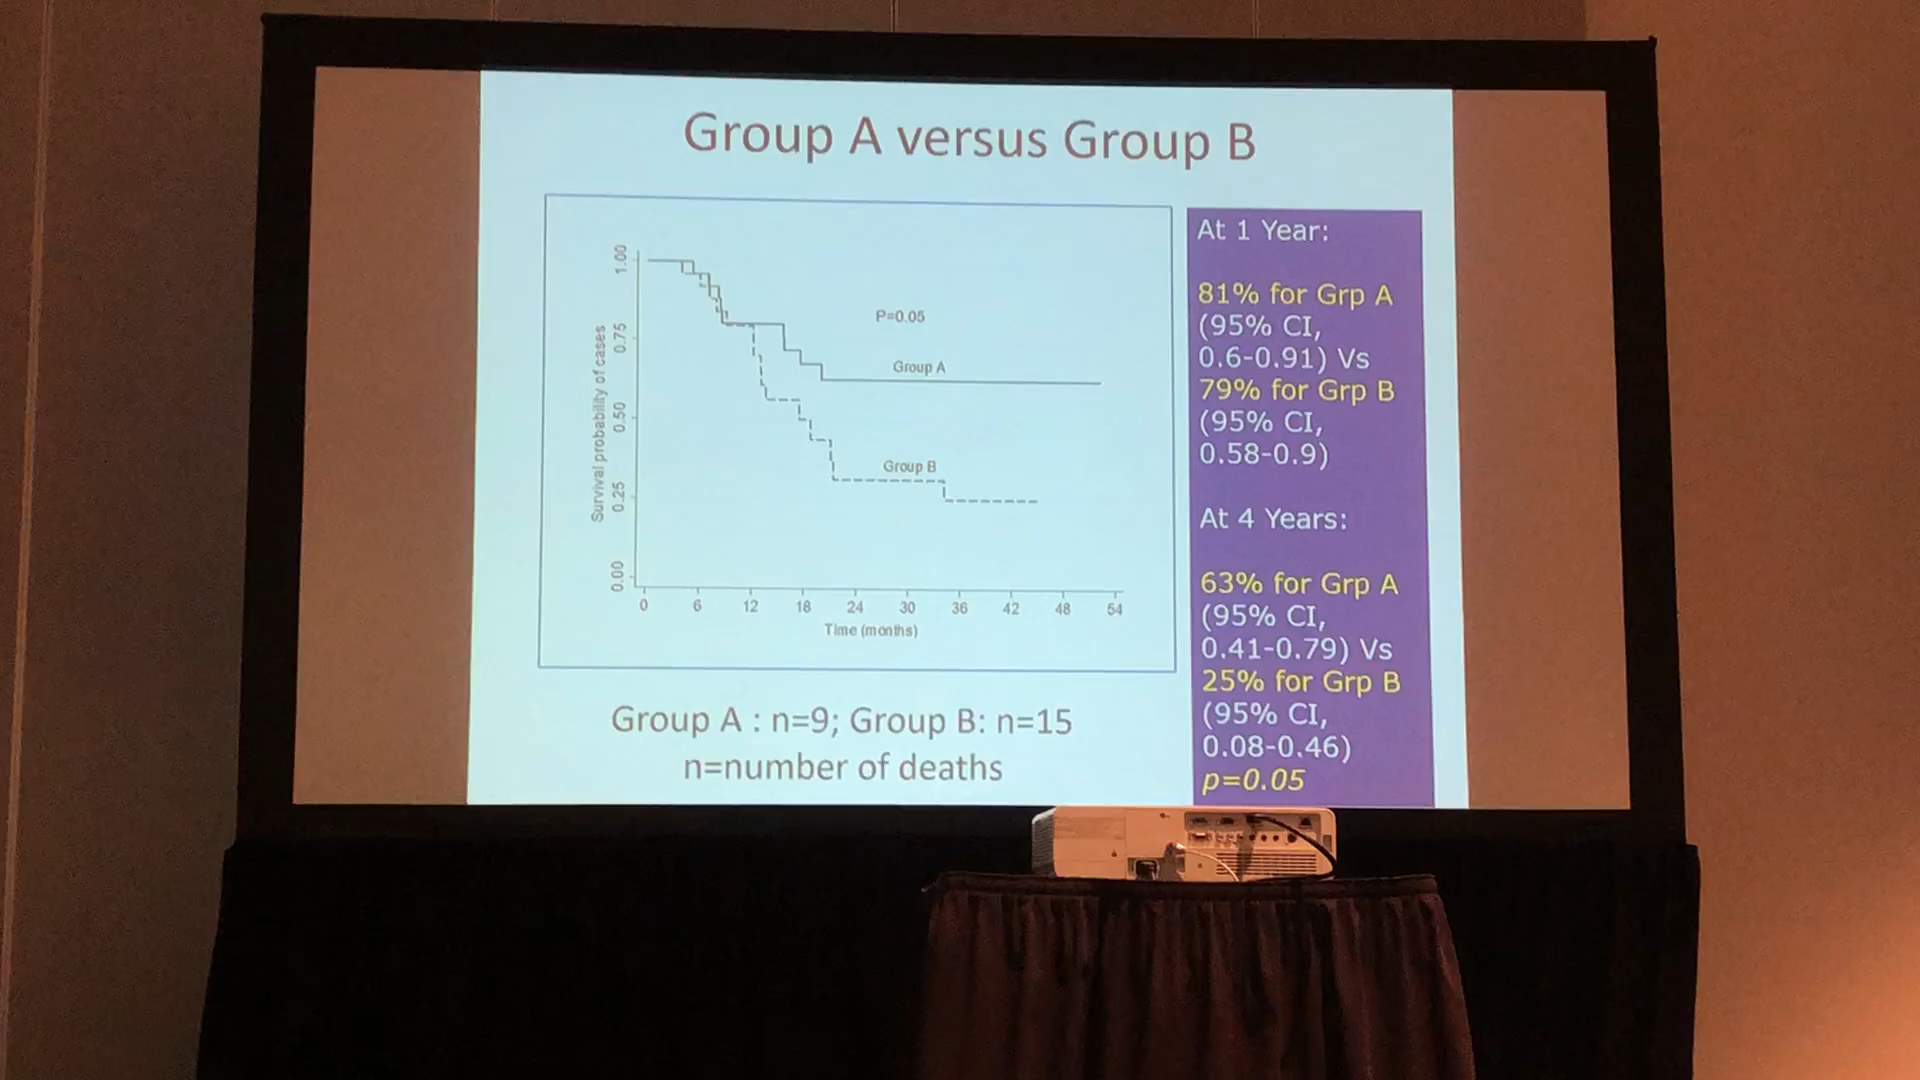 Group A versus Group B
Survival probability of cases
1.00
0.75
0.50
0.25
0.00
P=0.05
Group A
Group B
0 6 12 18 24 30 36 42 48 54
Time (months)
Group A : n=9; Group B: n=15
n=number of deaths
At 1 Year:
81% for Grp A
(95% CI,
0.6-0.91) Vs
79% for Grp B
(95% CI,
0.58-0.9)
At 4 Years:
63% for Grp A
(95% CI,
0.41-0.79) Vs
25% for Grp B
(95% CI,
0.08-0.46)
p=0.05